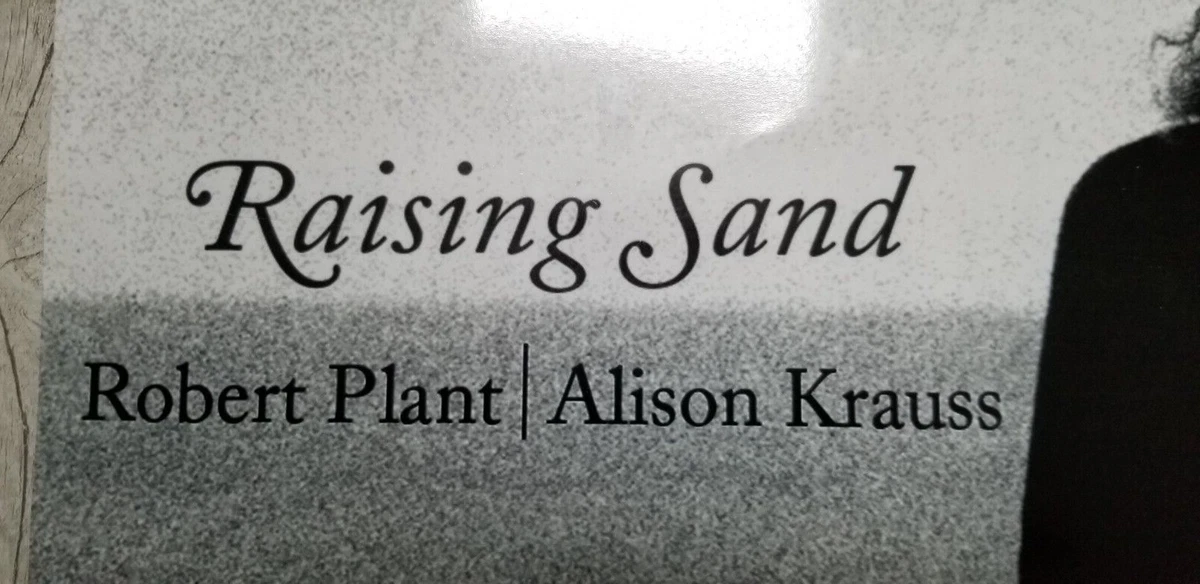 Raising Sand
Robert Plant | Alison Krauss